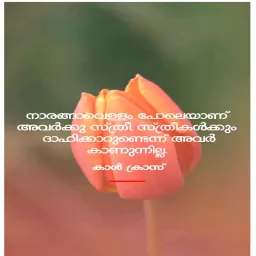 നാരങ്ങാവെള്ളം പോലെയാണ്
അവർക്കു സ്ത്രീ. സ്ത്രീകൾക്കും
ദാഹിക്കാറുണ്ടെന്ന് അവർ
കാണുന്നില്ല.
കാൾ ക്രാസ്